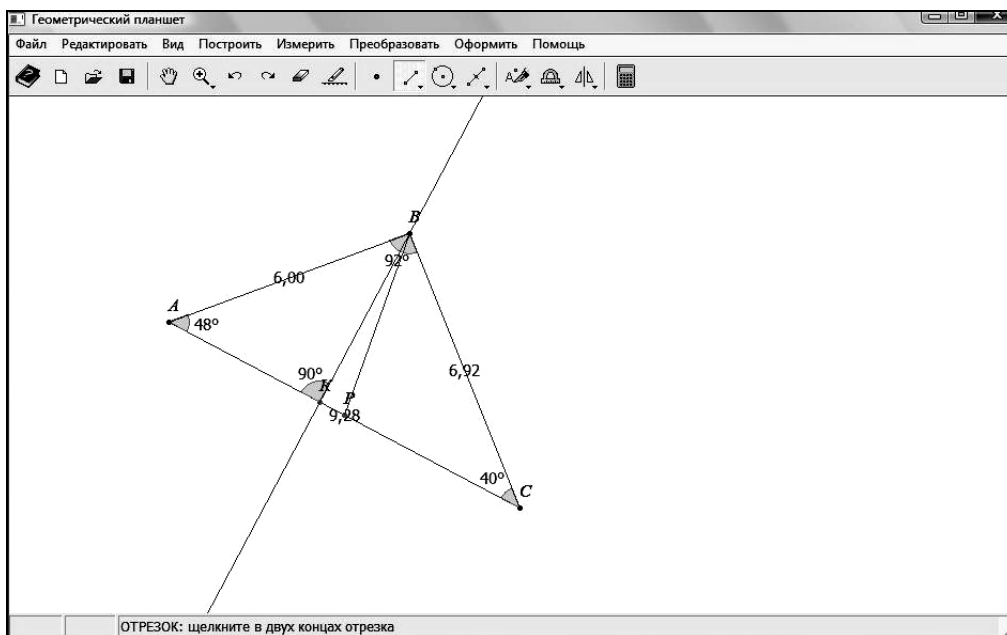 Геометрический планшет
Файл Редактировать Вид Построить Измерить Преобразовать Оформить Помощь
B
92°
6,00
A
48°
90°
K
6,92
P
9,28
40°
C
ОТРЕЗОК: щелкните в двух концах отрезка